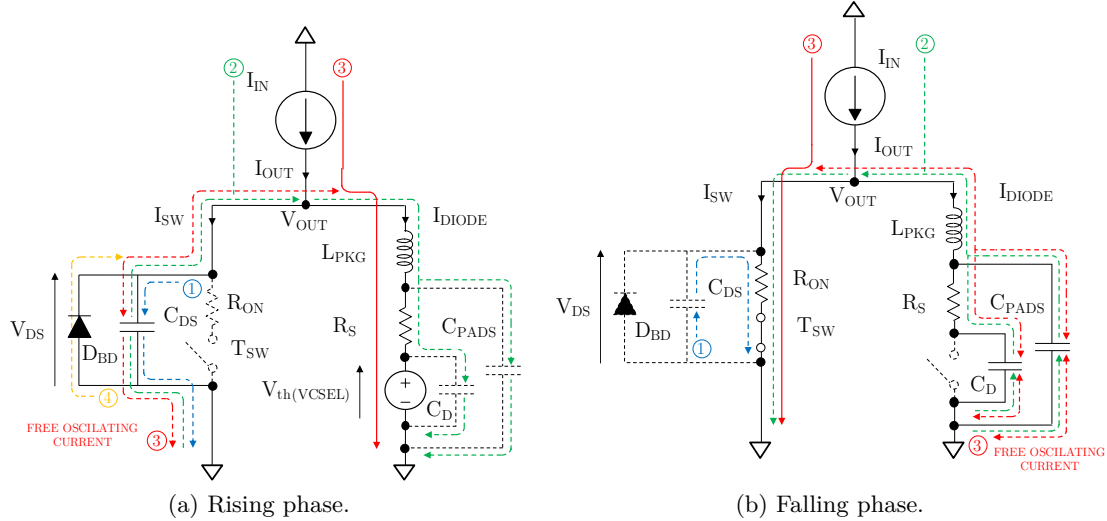 ②
③
I_IN
I_OUT
I_SW
V_OUT
I_DIODE
L_PKG
①
R_ON
C_DS
V_DS
D_BD
T_SW
R_S
C_PADS
+
−
V_th(VCSEL)
C_D
④
FREE OSCILATING
CURRENT
③
(a) Rising phase.
③
②
I_IN
I_OUT
I_SW
V_OUT
I_DIODE
L_PKG
R_ON
C_DS
V_DS
D_BD
T_SW
①
R_S
C_PADS
C_D
③
FREE OSCILATING
CURRENT
(b) Falling phase.